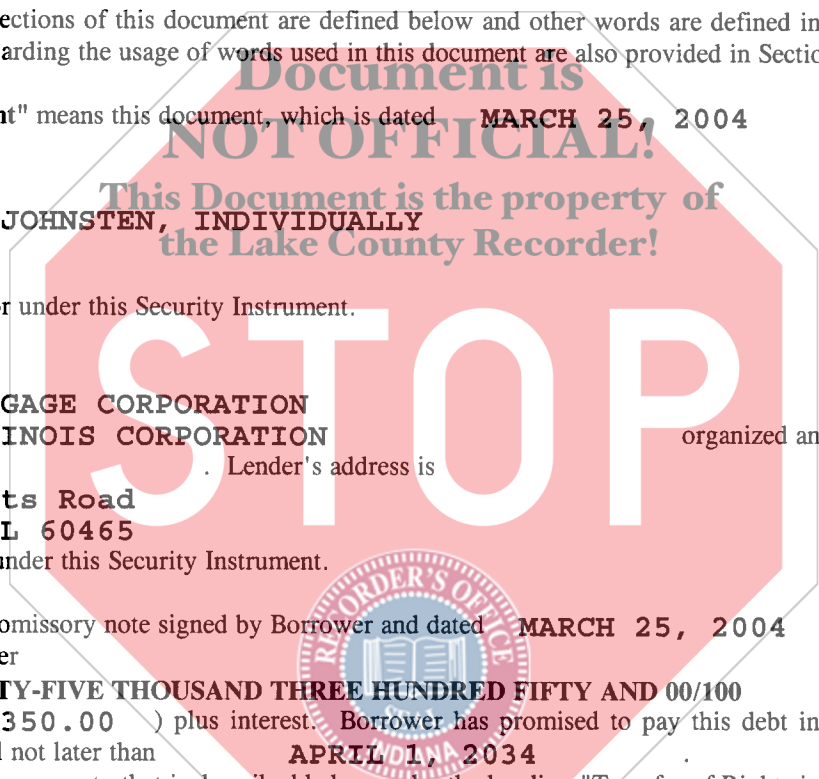 ections of this document are defined below and other words are defined in
arding the usage of words used in this document are also provided in Sectio
Document is
nt" means this document, which is dated MARCH 25, 2004
NOT OFFICIAL!
This Document is the property of
JOHNSTEN, INDIVIDUALLY
the Lake County Recorder!
r under this Security Instrument.
STOP
GAGE CORPORATION
INOIS CORPORATION organized an
. Lender's address is
ts Road
L 60465
under this Security Instrument.
RECORDER'S OFFICE
omissory note signed by Borrower and dated MARCH 25, 2004
er
TY-FIVE THOUSAND THREE HUNDRED FIFTY AND 00/100
350.00 ) plus interest. Borrower has promised to pay this debt in
SEAL
l not later than APRIL 1, 2034 .
INDIANA